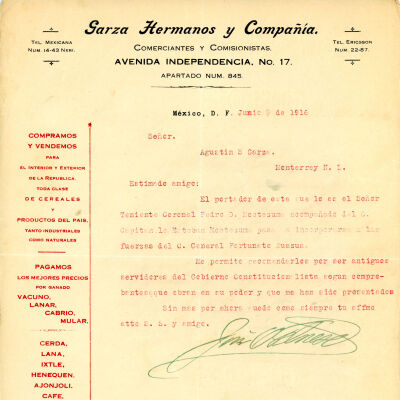 Garza Hermanos y Compañía.
Comerciantes y Comisionistas.
AVENIDA INDEPENDENCIA, No. 17.
APARTADO NUM. 845.
Tel. Mexicana
Num. 14-43 Neri.
Tel. Ericsson
Num. 22-87.
México, D. F. Junio 9 de 1916
COMPRAMOS
Y VENDEMOS
PARA
EL INTERIOR Y EXTERIOR
DE LA REPUBLICA,
TODA CLASE
DE CEREALES
Y
PRODUCTOS DEL PAIS,
TANTO INDUSTRIALES
COMO NATURALES
PAGAMOS
LOS MEJORES PRECIOS
POR GANADO
VACUNO,
LANAR,
CABRIO,
MULAR.
CERDA,
LANA,
IXTLE,
HENEQUEN,
AJONJOLI.
CAFE,
Señor.
Agustin S Garza.
Monterrey N. L.
Estimado amigo:
El portador de esta que lo es el Señor
Teniente Coronel Pedro D. Moctezuma acompañado del C.
Capitan 1o Esteban Moctezuma pasan a incorporarse a las
fuerzas del C. General Fortunato Zuazua.
Me permito recomendarlos por ser antiguos
servidores del Gobierno Constitucion lista segun compro-
bantesque obran en su poder y que me han sido presentados
Sin mas por ahora quedo como siempre tu affmo
atto S. S. y amigo.